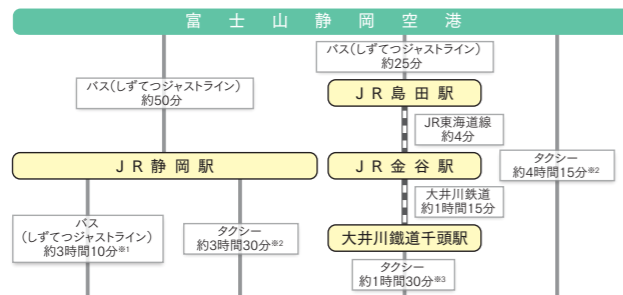 富士山静岡空港
バス(しずてつジャストライン)
約25分
バス(しずてつジャストライン)
約50分
JR島田駅
JR東海道線
約4分
JR静岡駅
JR金谷駅
タクシー
約4時間15分※2
大井川鉄道
約1時間15分
バス
(しずてつジャストライン)
約3時間10分※1
タクシー
約3時間30分※2
大井川鐵道千頭駅
タクシー
約1時間30分※3